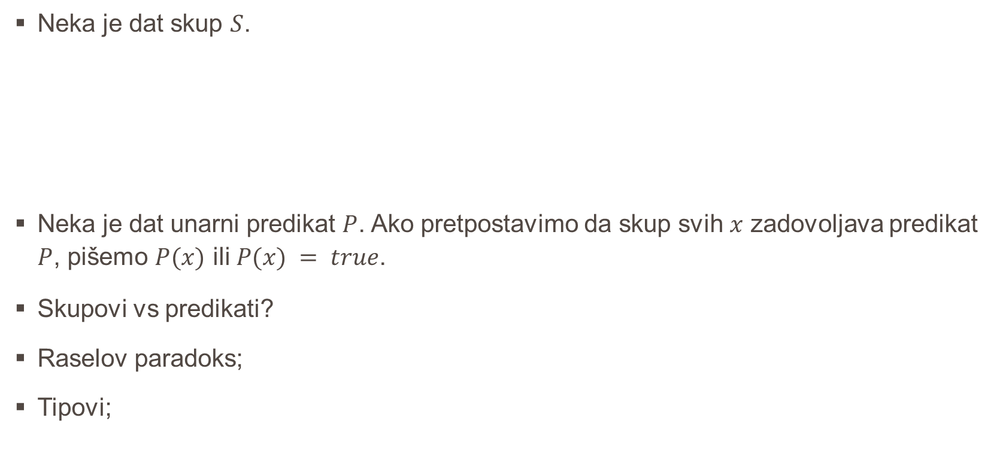 ▪ Neka je dat skup S.
▪ Neka je dat unarni predikat P. Ako pretpostavimo da skup svih x zadovoljava predikat
P, pišemo P(x) ili P(x) = true.
▪ Skupovi vs predikati?
▪ Raselov paradoks;
▪ Tipovi;